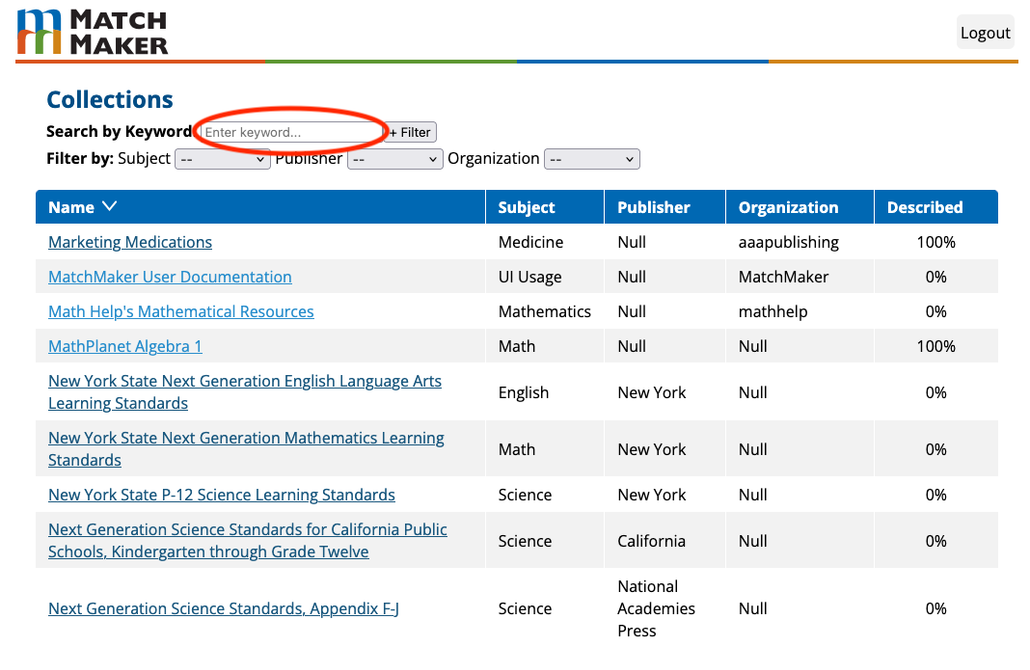 MATCH
MAKER
Logout
Collections
Search by Keyword Enter keyword... + Filter
Filter by: Subject -- Publisher -- Organization --
Name Subject Publisher Organization Described
Marketing Medications Medicine Null aaapublishing 100%
MatchMaker User Documentation UI Usage Null MatchMaker 0%
Math Help's Mathematical Resources Mathematics Null mathhelp 0%
MathPlanet Algebra 1 Math Null Null 100%
New York State Next Generation English Language Arts
Learning Standards English New York Null 0%
New York State Next Generation Mathematics Learning
Standards Math New York Null 0%
New York State P-12 Science Learning Standards Science New York Null 0%
Next Generation Science Standards for California Public
Schools, Kindergarten through Grade Twelve Science California Null 0%
Next Generation Science Standards, Appendix F-J Science National
Academies
Press Null 0%